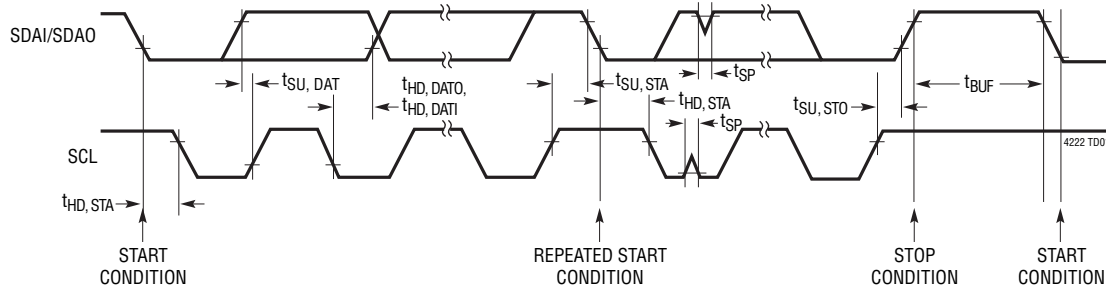 SDAI/SDAO
tSU, DAT
tHD, DATO,
tHD, DATI
tSU, STA
tSP
tHD, STA
tSP
tSU, STO
tBUF
SCL
4222 TD0
tHD, STA
START
CONDITION
REPEATED START
CONDITION
STOP
CONDITION
START
CONDITION